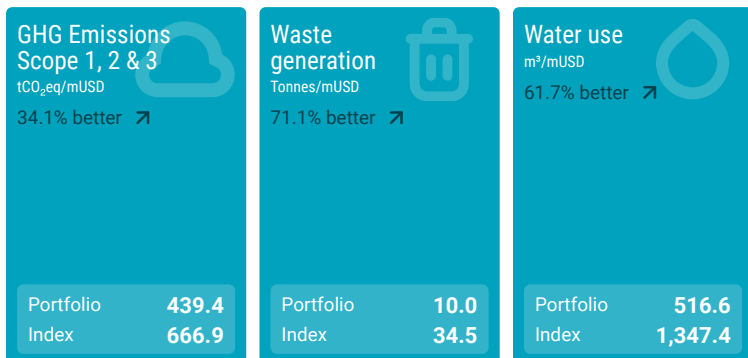 GHG Emissions
Scope 1, 2 & 3
tCO₂eq/mUSD
34.1% better
Portfolio 439.4
Index 666.9
Waste
generation
Tonnes/mUSD
71.1% better
Portfolio 10.0
Index 34.5
Water use
m³/mUSD
61.7% better
Portfolio 516.6
Index 1,347.4